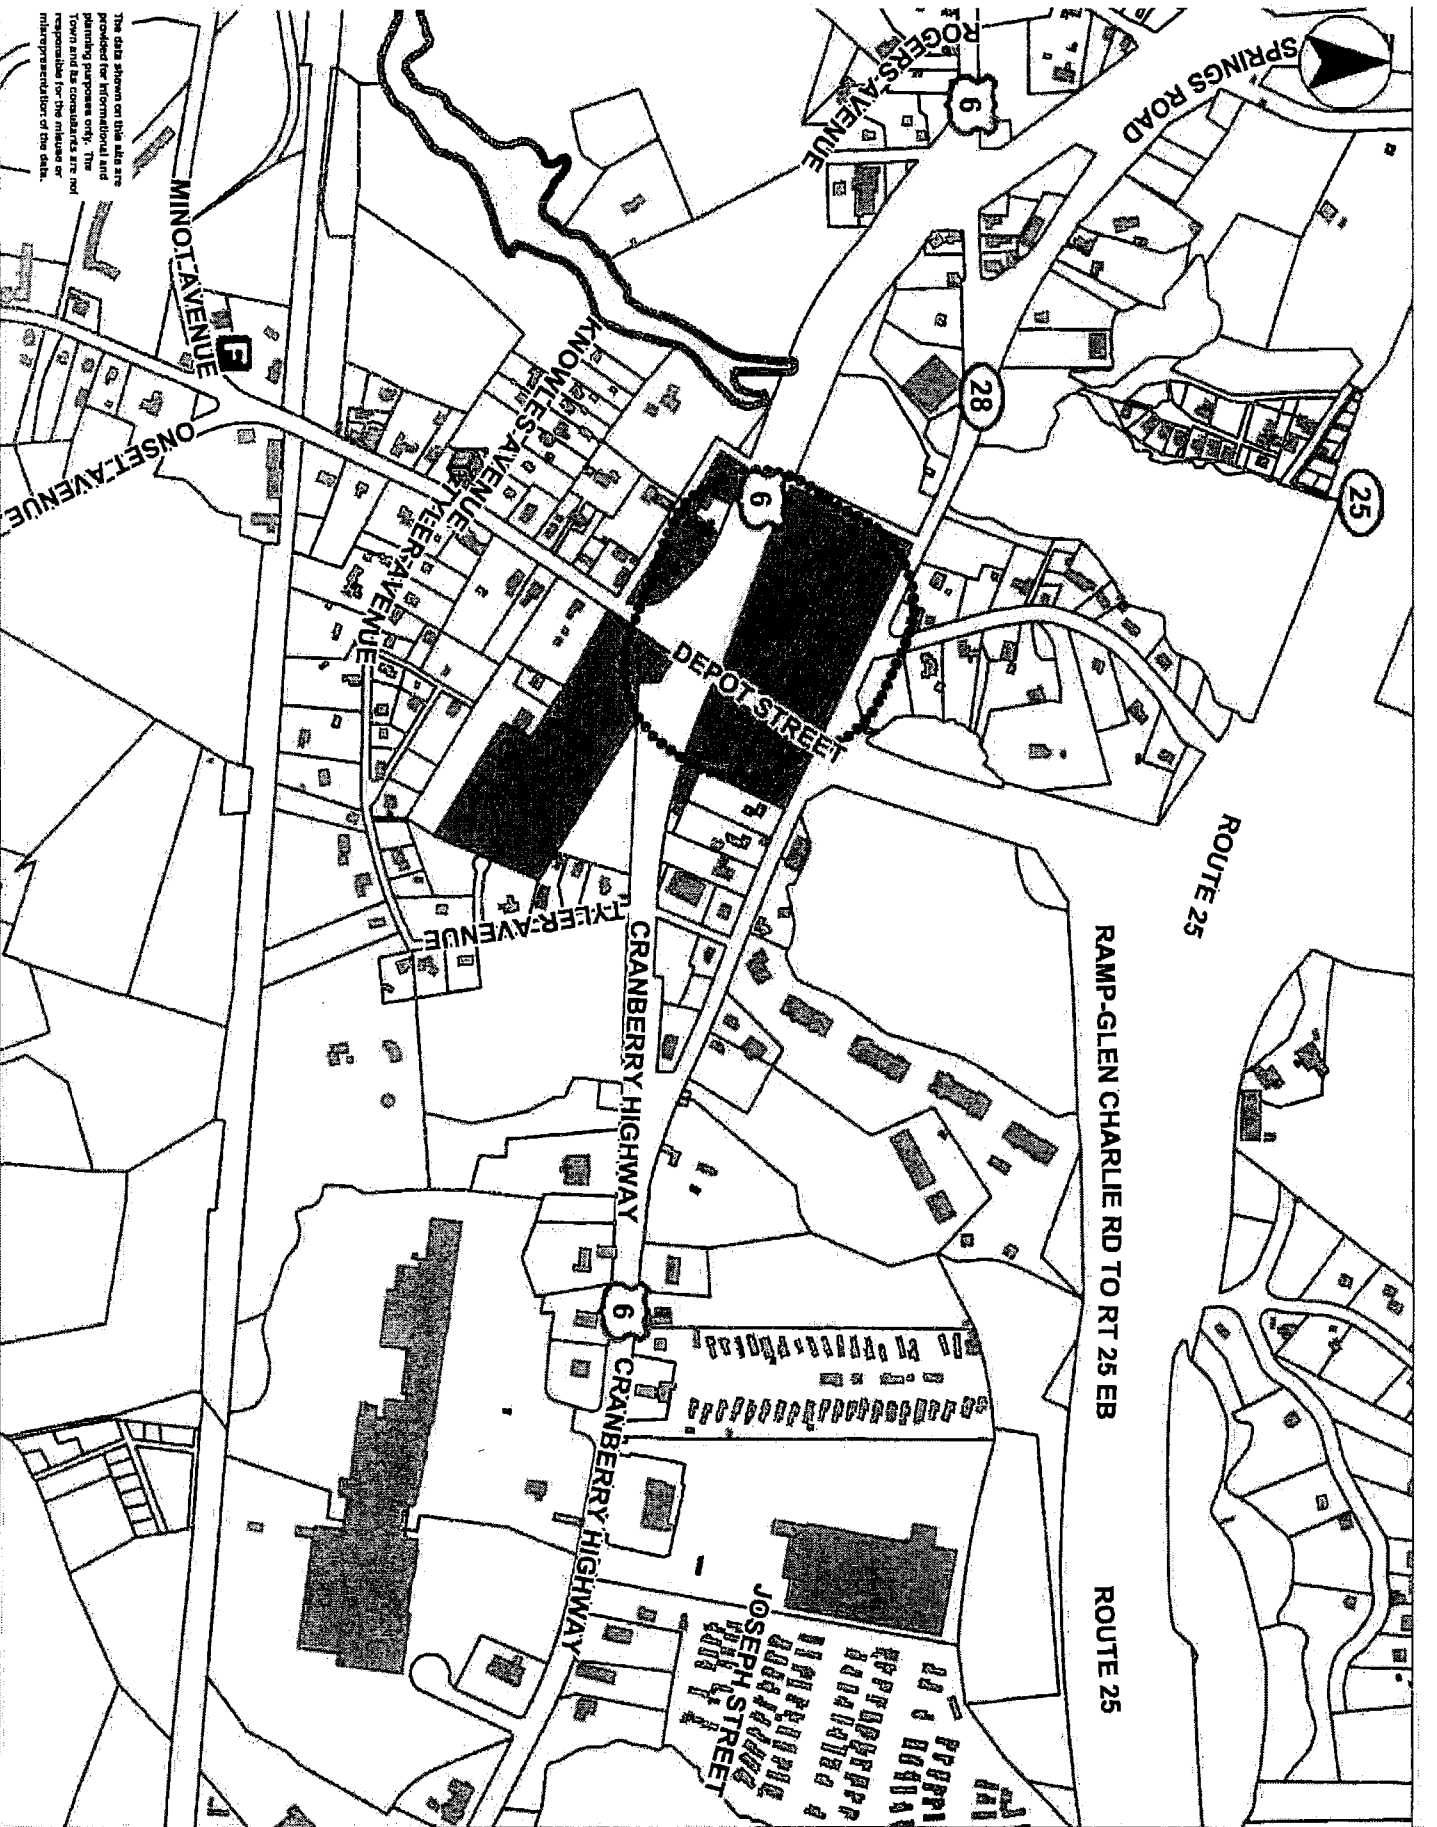 SPRINGS ROAD
ROGERS-AVENUE
6
28
25
ROUTE 25
RAMP-GLEN CHARLIE RD TO RT 25 EB
ROUTE 25
6
DEPOT STREET
CRANBERRY HIGHWAY
6
CRANBERRY HIGHWAY
JOSEPH STREET
KNOWLES-AVENUE
TYLER-AVENUE
TYLER-AVENUE
MINOT-AVENUE
F
ONSET-AVENUE
The data shown on this site are
provided for informational and
planning purposes only. The
Town and its consultants are not
responsible for the misuse or
misrepresentation of the data.